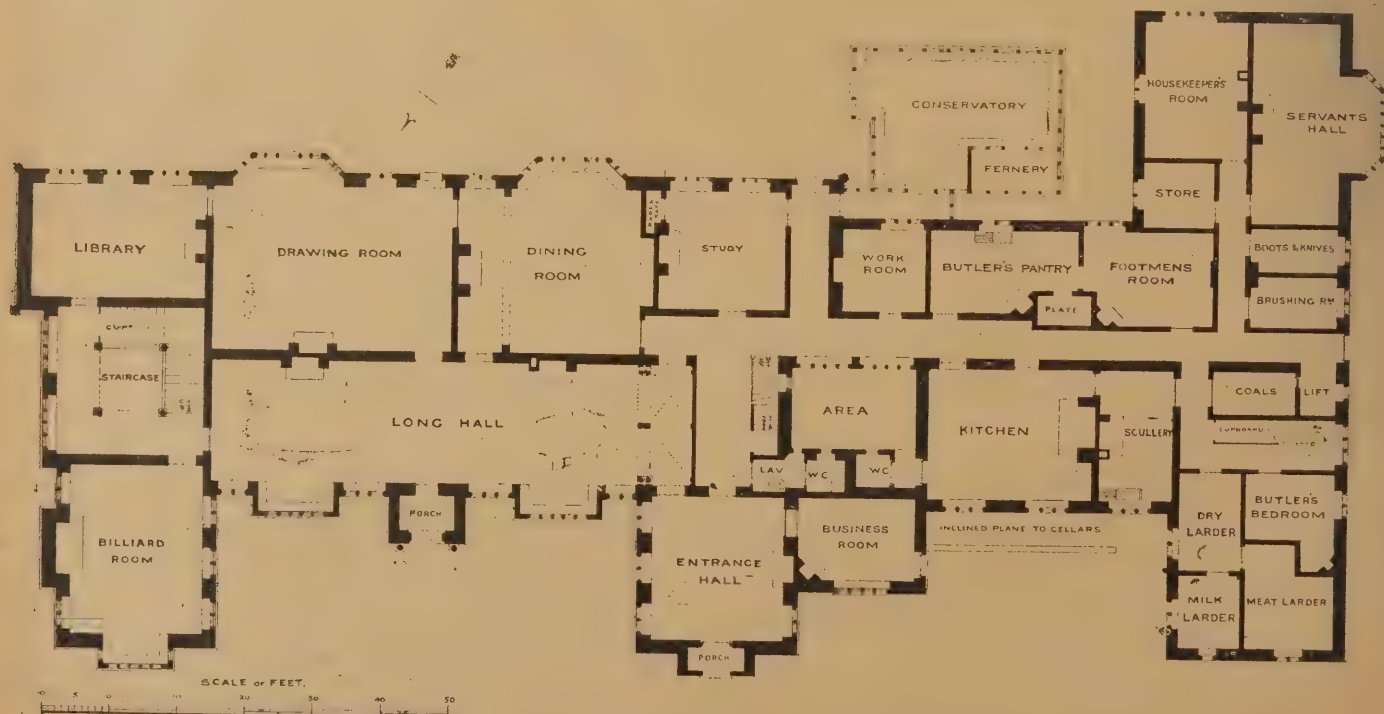 CONSERVATORY
FERNERY
HOUSEKEEPER'S
ROOM
SERVANTS
HALL
STORE
LIBRARY
DRAWING ROOM
DINING
ROOM
STUDY
WORK
ROOM
BUTLER'S PANTRY
PLATE
FOOTMENS
ROOM
BOOTS & KNIVES
BRUSHING RM
STAIRCASE
LONG HALL
AREA
KITCHEN
SCULLERY
COALS
LIFT
CUPBOARD
LAV
WC
WC
BILLIARD
ROOM
PORCH
ENTRANCE
HALL
PORCH
BUSINESS
ROOM
INCLINED PLANE TO CELLARS
DRY
LARDER
BUTLER'S
BEDROOM
MILK
LARDER
MEAT LARDER
SCALE OF FEET.
10 5 0 10 20 30 40 50